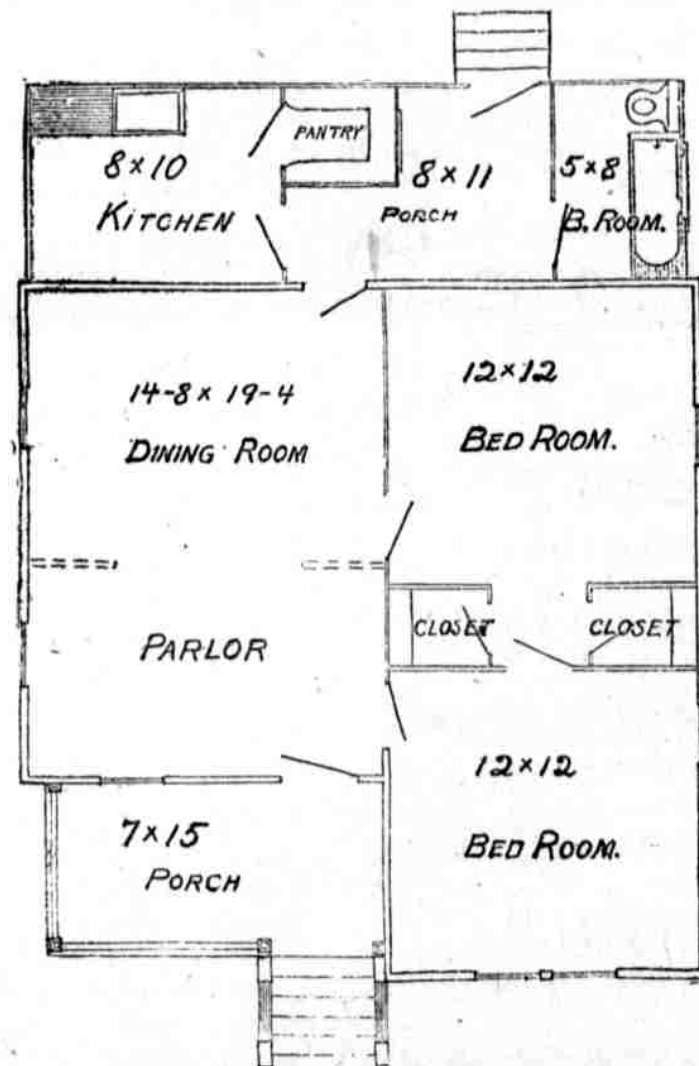 PANTRY
8×10
KITCHEN
8×11
PORCH
5×8
B. ROOM.
14-8 × 19-4
DINING ROOM
12×12
BED ROOM.
CLOSET
CLOSET
PARLOR
12×12
BED ROOM.
7×15
PORCH